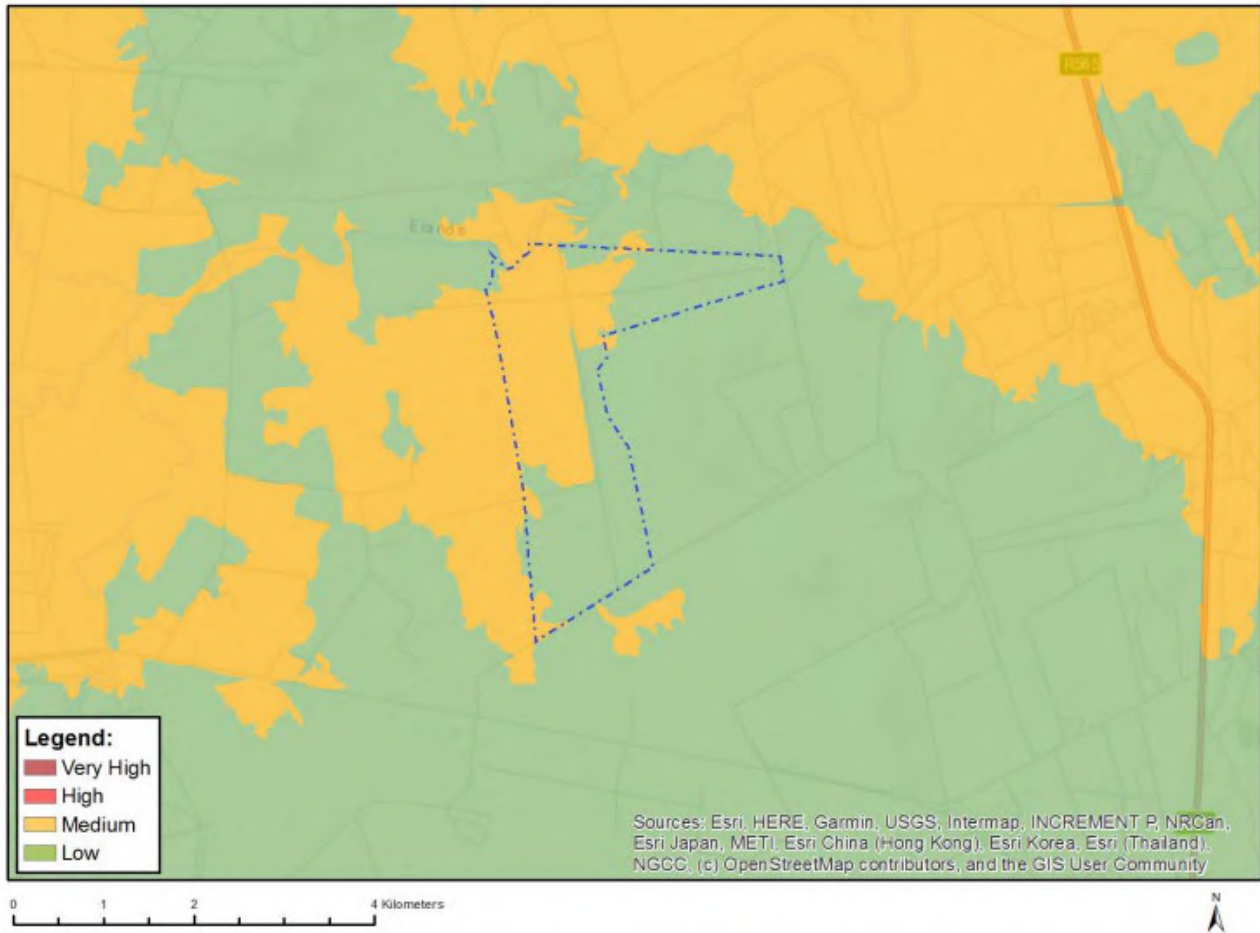 R565
Elands
Legend:
Very High
High
Medium
Low
Sources: Esri, HERE, Garmin, USGS, Intermap, INCREMENT P, NRCan,
Esri Japan, METI, Esri China (Hong Kong), Esri Korea, Esri (Thailand),
NGCC, (c) OpenStreetMap contributors, and the GIS User Community
0 1 2 4 Kilometers
N